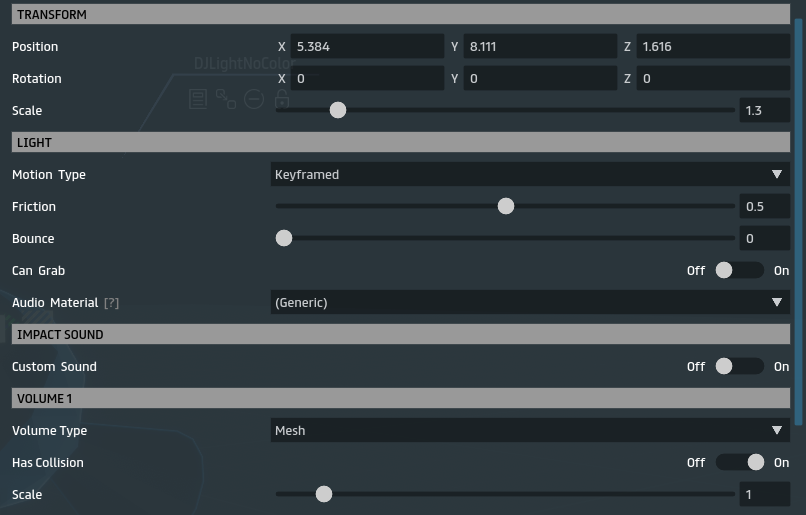 TRANSFORM
Position X 5.384 Y 8.111 Z 1.616
DJLightNoColor
Rotation X 0 Y 0 Z 0
Scale 1.3
LIGHT
Motion Type Keyframed
Friction 0.5
Bounce 0
Can Grab Off On
Audio Material [?] (Generic)
IMPACT SOUND
Custom Sound Off On
VOLUME 1
Volume Type Mesh
Has Collision Off On
Scale 1